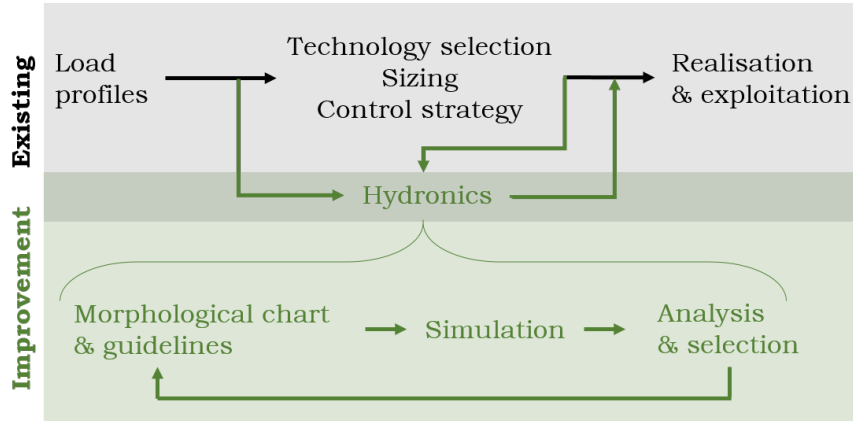 Existing
Load
profiles
Technology selection
Sizing
Control strategy
Realisation
& exploitation
Hydronics
Improvement
Morphological chart
& guidelines
Simulation
Analysis
& selection